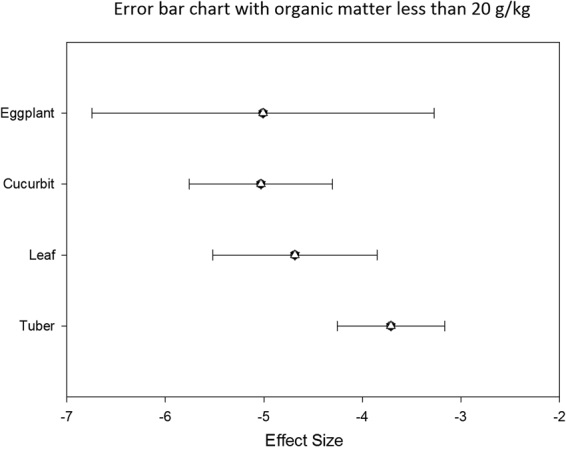 Error bar chart with organic matter less than 20 g/kg
Eggplant
Cucurbit
Leaf
Tuber
-7 -6 -5 -4 -3 -2
Effect Size